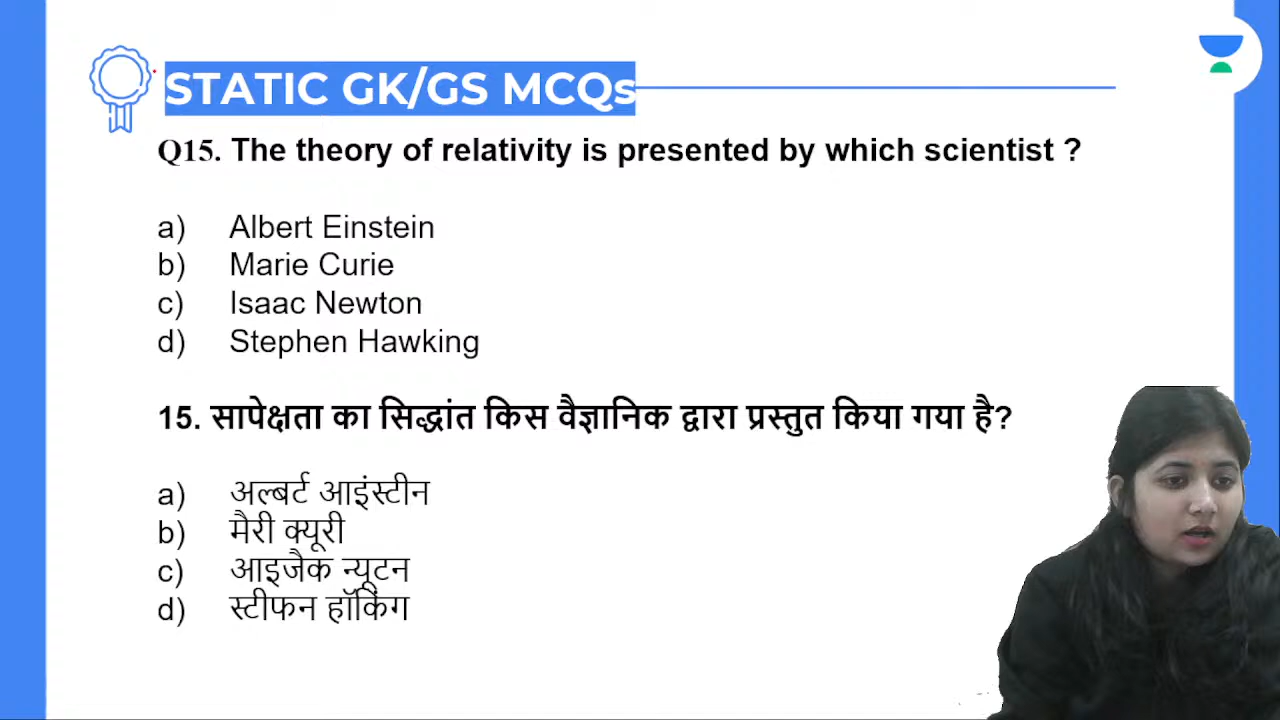 STATIC GK/GS MCQs
Q15. The theory of relativity is presented by which scientist ?
a) Albert Einstein
b) Marie Curie
c) Isaac Newton
d) Stephen Hawking
15. सापेक्षता का सिद्धांत किस वैज्ञानिक द्वारा प्रस्तुत किया गया है?
a) अल्बर्ट आइंस्टीन
b) मैरी क्यूरी
c) आइजैक न्यूटन
d) स्टीफन हॉकिंग